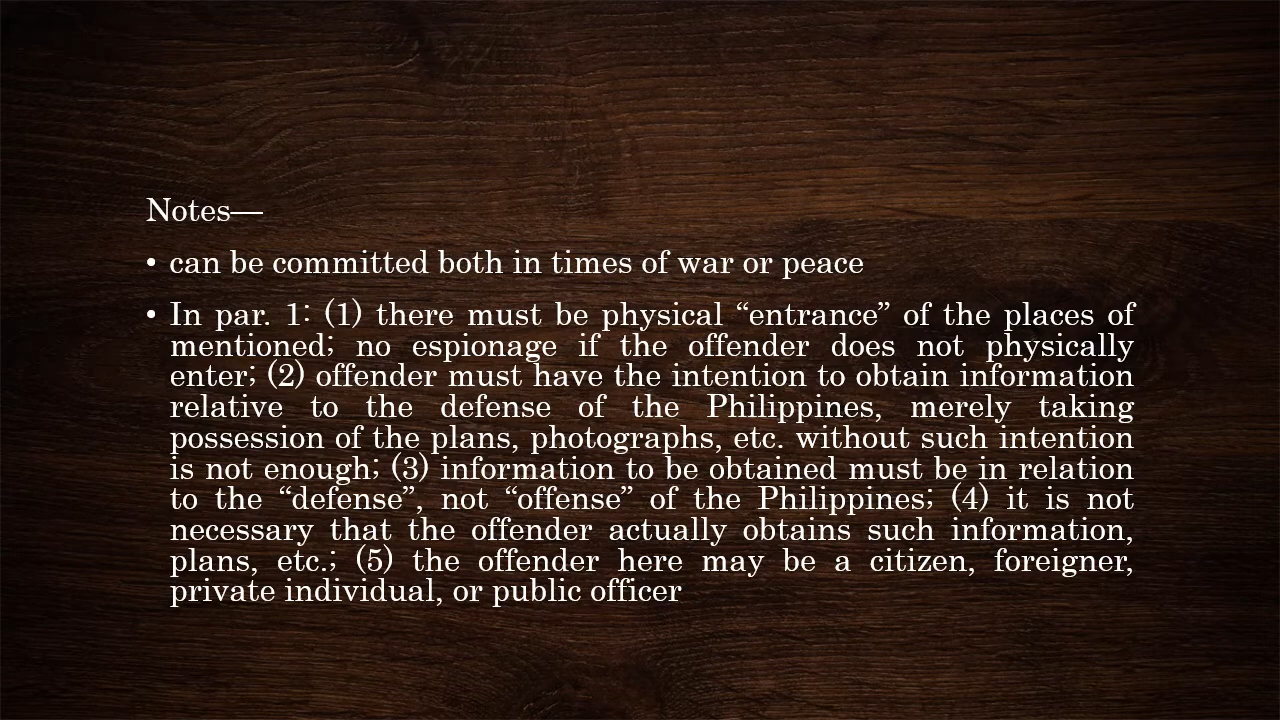 Notes—
• can be committed both in times of war or peace
• In par. 1: (1) there must be physical “entrance” of the places of
mentioned; no espionage if the offender does not physically
enter; (2) offender must have the intention to obtain information
relative to the defense of the Philippines, merely taking
possession of the plans, photographs, etc. without such intention
is not enough; (3) information to be obtained must be in relation
to the “defense”, not “offense” of the Philippines; (4) it is not
necessary that the offender actually obtains such information,
plans, etc.; (5) the offender here may be a citizen, foreigner,
private individual, or public officer